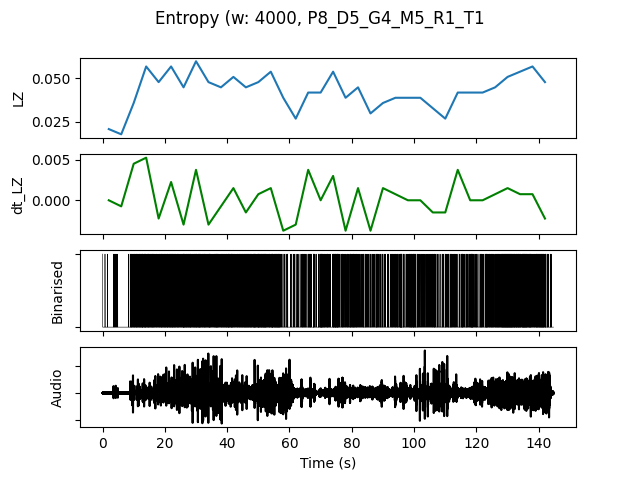 Entropy (w: 4000, P8_D5_G4_M5_R1_T1
LZ
0.050
0.025
dt_LZ
0.005
0.000
Binarised
Audio
0 20 40 60 80 100 120 140
Time (s)